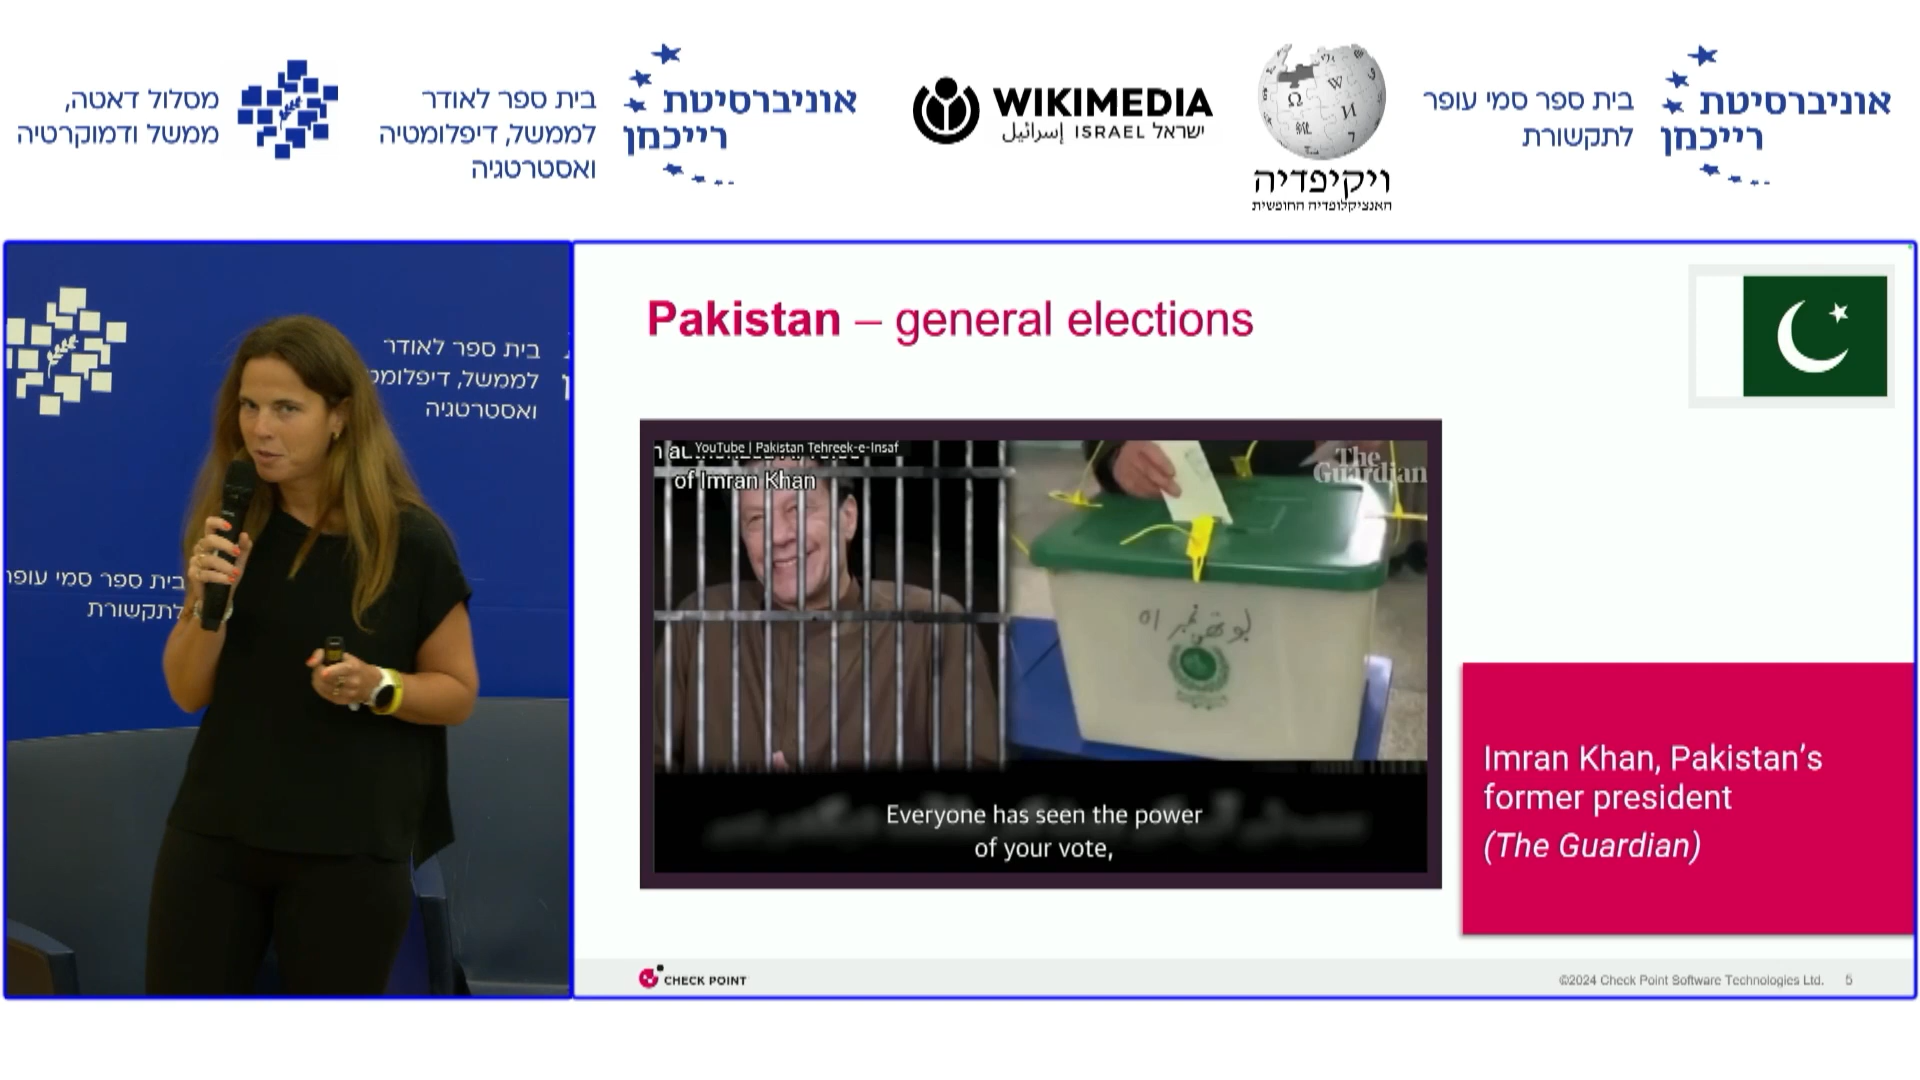 מסלול דאטה,
ממשל ודמוקרטיה
בית ספר לאודר
לממשל, דיפלומטיה
ואסטרטגיה
אוניברסיטת
רייכמן
WIKIMEDIA
إسرائيل ISRAEL ישראל
ויקיפדיה
האנציקלופדיה החופשית
בית ספר סמי עופר
לתקשורת
אוניברסיטת
רייכמן
בית ספר לאודר
לממשל, דיפלומט
ואסטרטגיה
בית ספר סמי עופר
לתקשורת
Pakistan – general elections
YouTube | Pakistan Tehreek-e-Insaf
of Imran Khan
The
Guardian
Everyone has seen the power
of your vote,
Imran Khan, Pakistan's
former president
(The Guardian)
CHECK POINT
©2024 Check Point Software Technologies Ltd. 5